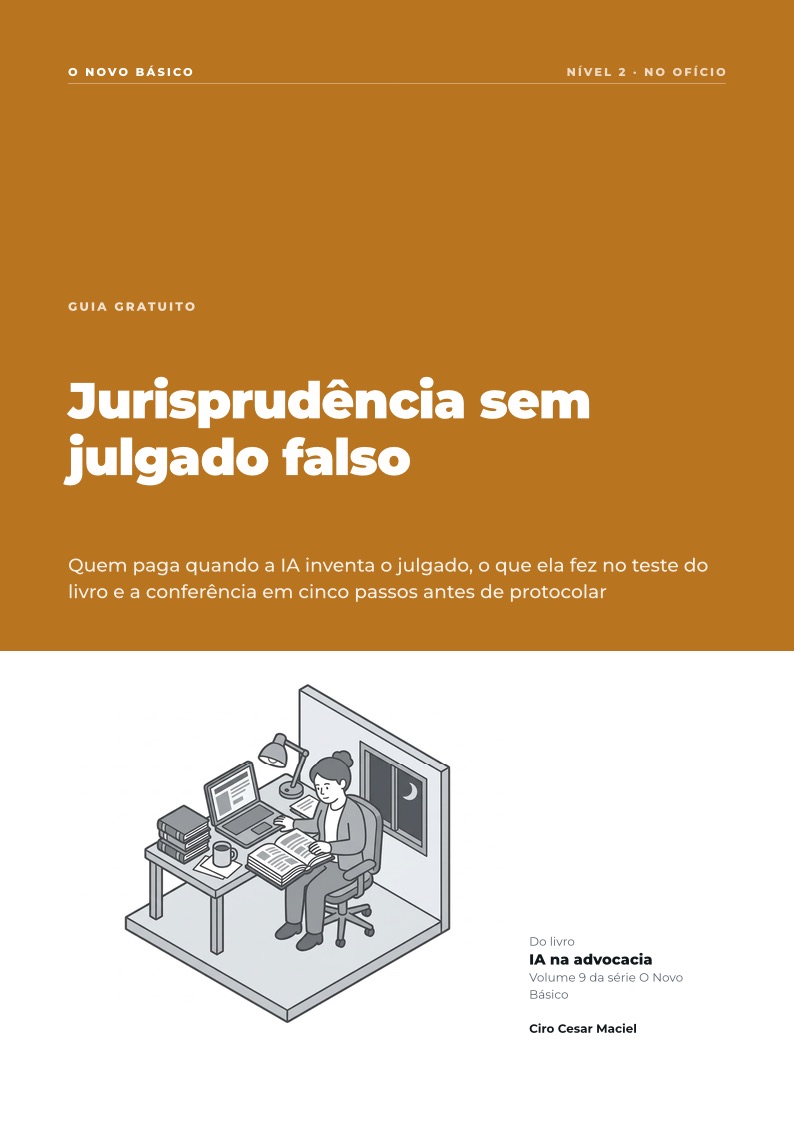 O NOVO BÁSICO
NÍVEL 2 · NO OFÍCIO
GUIA GRATUITO
Jurisprudência sem
julgado falso
Quem paga quando a IA inventa o julgado, o que ela fez no teste do
livro e a conferência em cinco passos antes de protocolar
Do livro
IA na advocacia
Volume 9 da série O Novo
Básico
Ciro Cesar Maciel